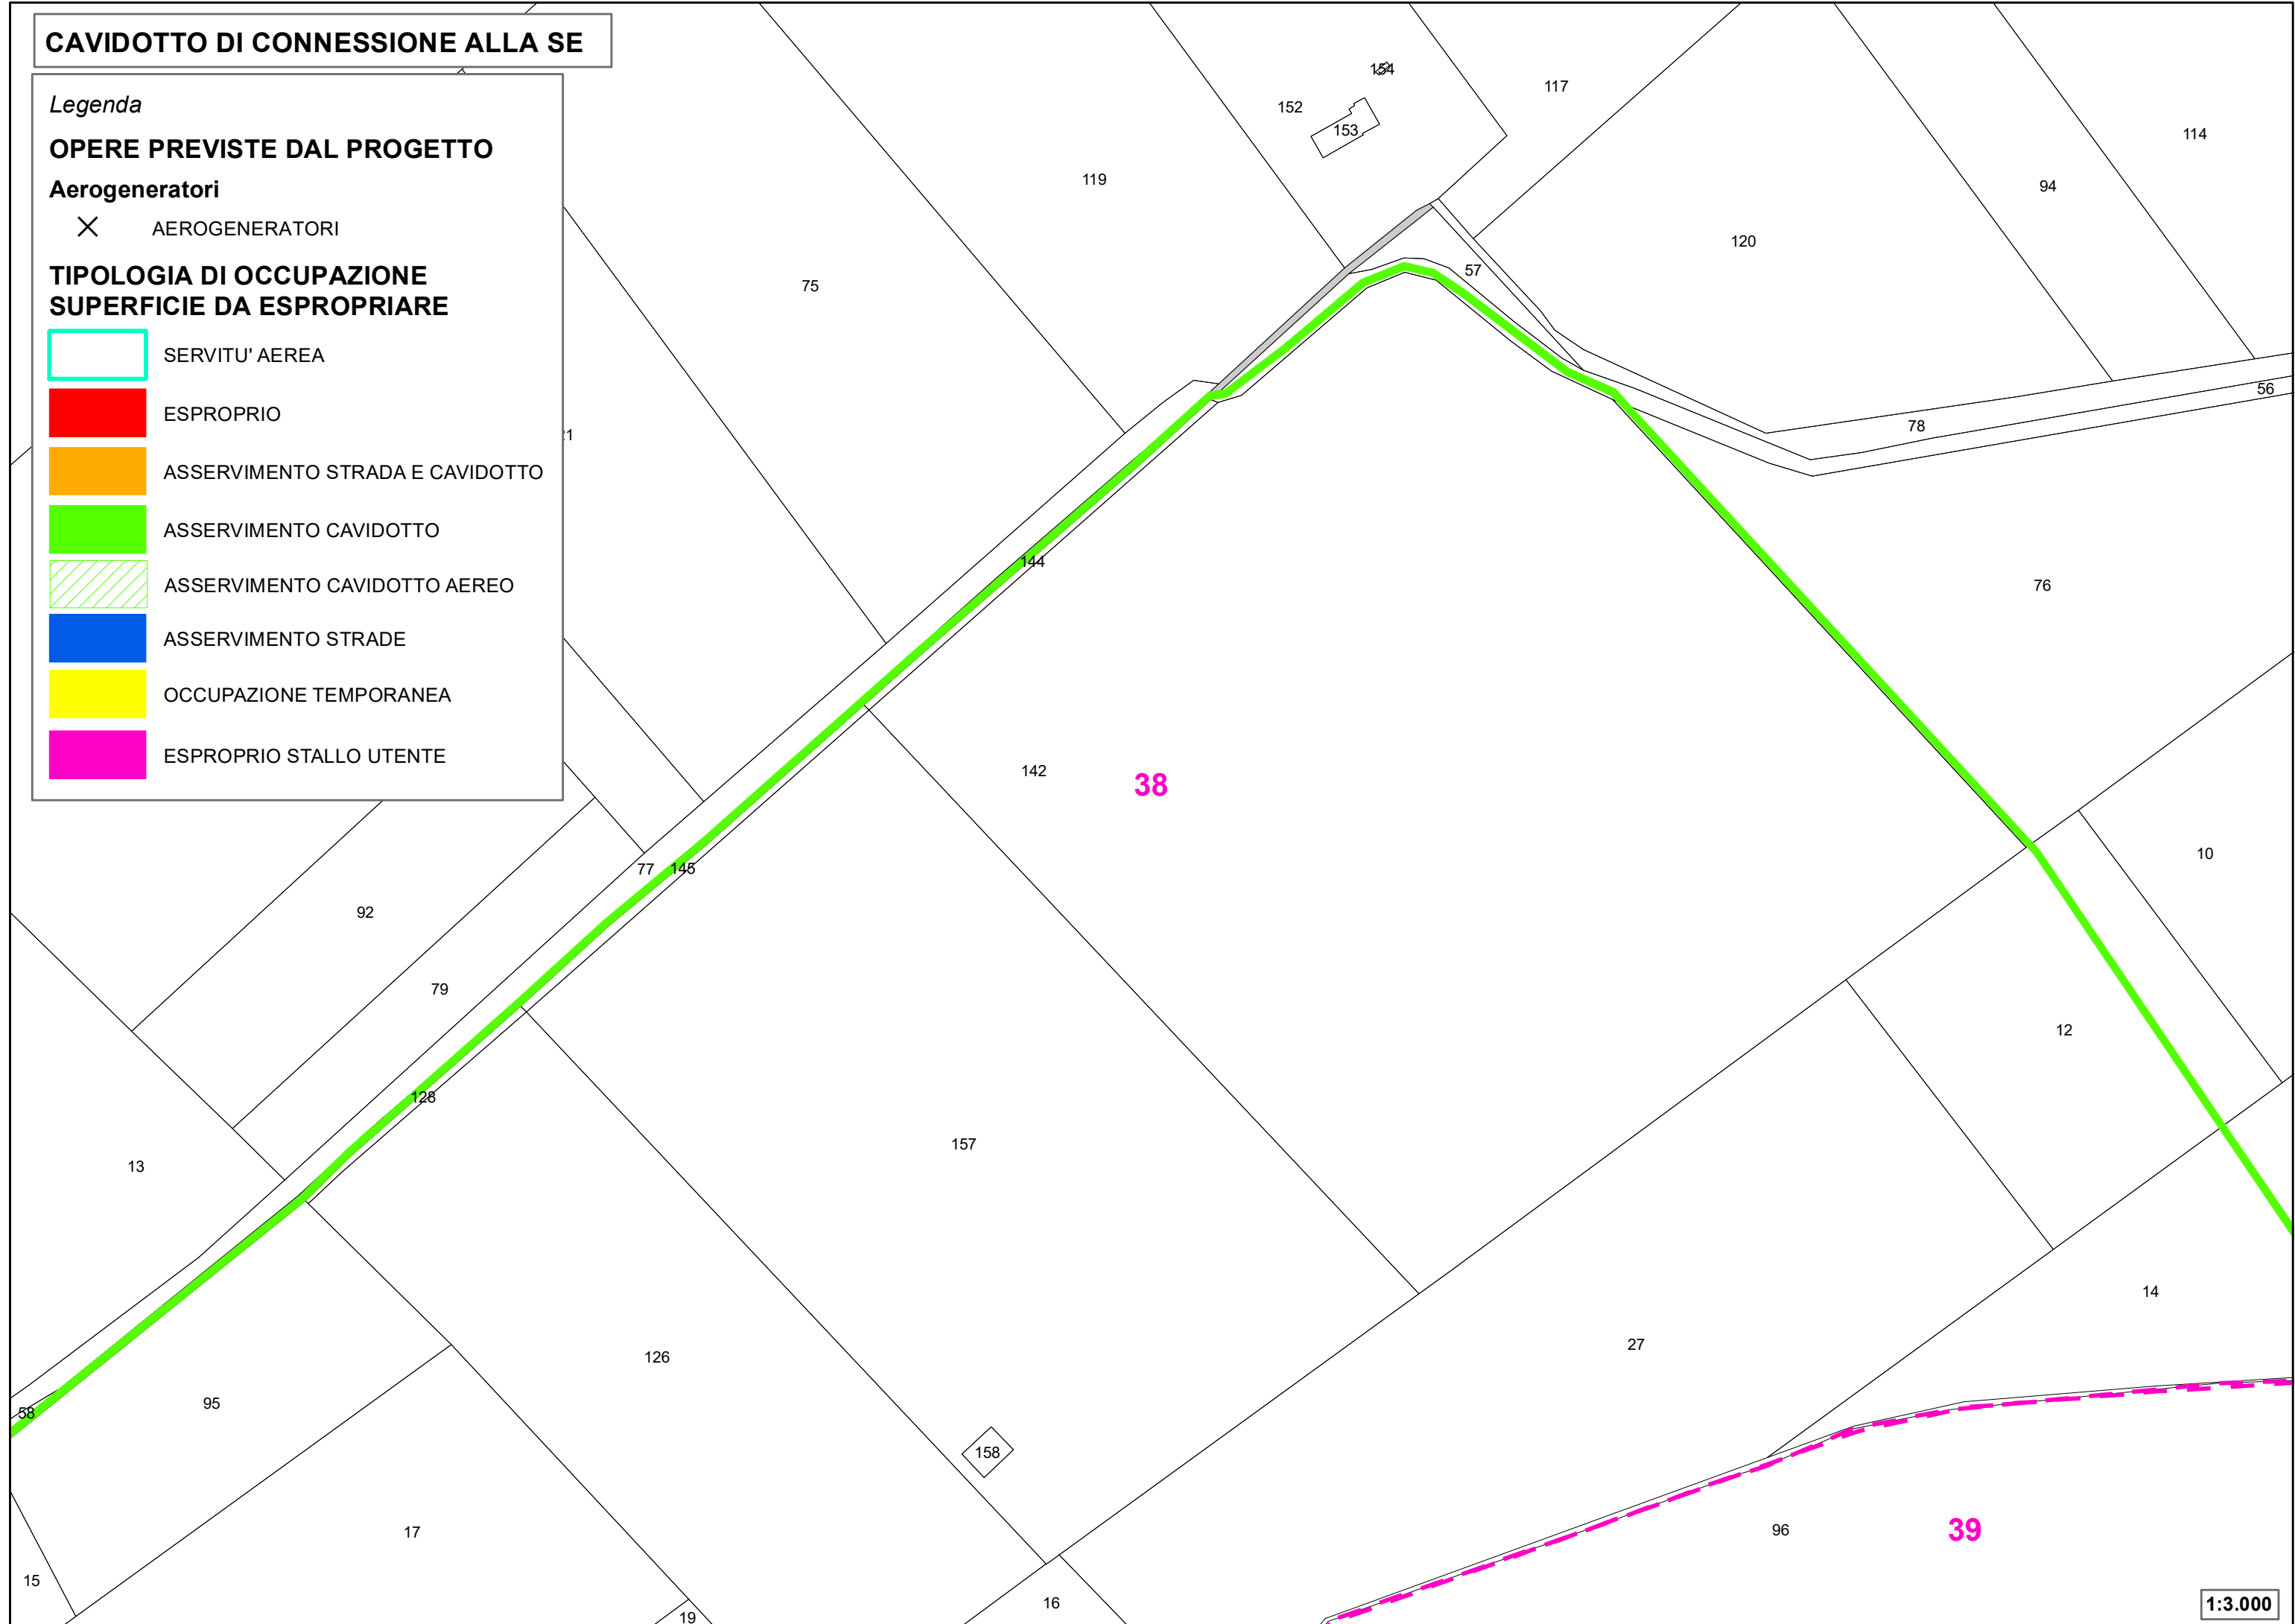 CAVIDOTTO DI CONNESSIONE ALLA SE
Legenda
OPERE PREVISTE DAL PROGETTO
Aerogeneratori
AEROGENERATORI
TIPOLOGIA DI OCCUPAZIONE
SUPERFICIE DA ESPROPRIARE
SERVITU' AEREA
ESPROPRIO
ASSERVIMENTO STRADA E CAVIDOTTO
ASSERVIMENTO CAVIDOTTO
ASSERVIMENTO CAVIDOTTO AEREO
ASSERVIMENTO STRADE
OCCUPAZIONE TEMPORANEA
ESPROPRIO STALLO UTENTE
154
117
152
153
114
119
94
120
57
75
56
78
144
76
142
38
10
77
145
92
79
12
128
157
13
14
27
126
95
58
158
17
96
39
15
16
19
1:3.000